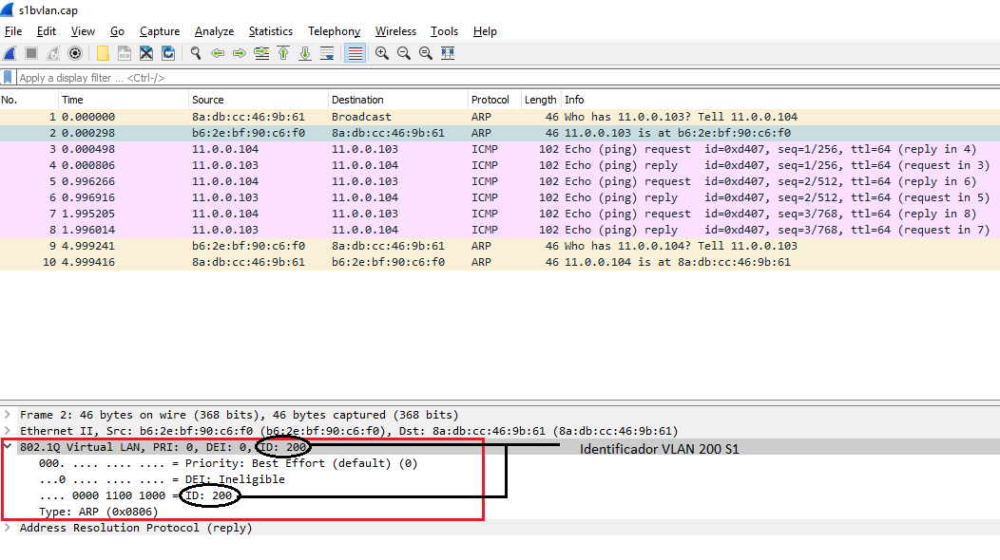 s1bvlan.cap
File Edit View Go Capture Analyze Statistics Telephony Wireless Tools Help
Apply a display filter ... <Ctrl-/>
No. Time Source Destination Protocol Length Info
1 0.000000 8a:db:cc:46:9b:61 Broadcast ARP 46 Who has 11.0.0.103? Tell 11.0.0.104
2 0.000298 b6:2e:bf:90:c6:f0 8a:db:cc:46:9b:61 ARP 46 11.0.0.103 is at b6:2e:bf:90:c6:f0
3 0.000498 11.0.0.104 11.0.0.103 ICMP 102 Echo (ping) request id=0xd407, seq=1/256, ttl=64 (reply in 4)
4 0.000806 11.0.0.103 11.0.0.104 ICMP 102 Echo (ping) reply id=0xd407, seq=1/256, ttl=64 (request in 3)
5 0.996266 11.0.0.104 11.0.0.103 ICMP 102 Echo (ping) request id=0xd407, seq=2/512, ttl=64 (reply in 6)
6 0.996916 11.0.0.103 11.0.0.104 ICMP 102 Echo (ping) reply id=0xd407, seq=2/512, ttl=64 (request in 5)
7 1.995205 11.0.0.104 11.0.0.103 ICMP 102 Echo (ping) request id=0xd407, seq=3/768, ttl=64 (reply in 8)
8 1.996014 11.0.0.103 11.0.0.104 ICMP 102 Echo (ping) reply id=0xd407, seq=3/768, ttl=64 (request in 7)
9 4.999241 b6:2e:bf:90:c6:f0 8a:db:cc:46:9b:61 ARP 46 Who has 11.0.0.104? Tell 11.0.0.103
10 4.999416 8a:db:cc:46:9b:61 b6:2e:bf:90:c6:f0 ARP 46 11.0.0.104 is at 8a:db:cc:46:9b:61
Frame 2: 46 bytes on wire (368 bits), 46 bytes captured (368 bits)
Ethernet II, Src: b6:2e:bf:90:c6:f0 (b6:2e:bf:90:c6:f0), Dst: 8a:db:cc:46:9b:61 (8a:db:cc:46:9b:61)
802.1Q Virtual LAN, PRI: 0, DEI: 0, ID: 200
Identificador VLAN 200 S1
000. .... .... .... = Priority: Best Effort (default) (0)
...0 .... .... .... = DEI: Ineligible
.... 0000 1100 1000 = ID: 200
Type: ARP (0x0806)
Address Resolution Protocol (reply)